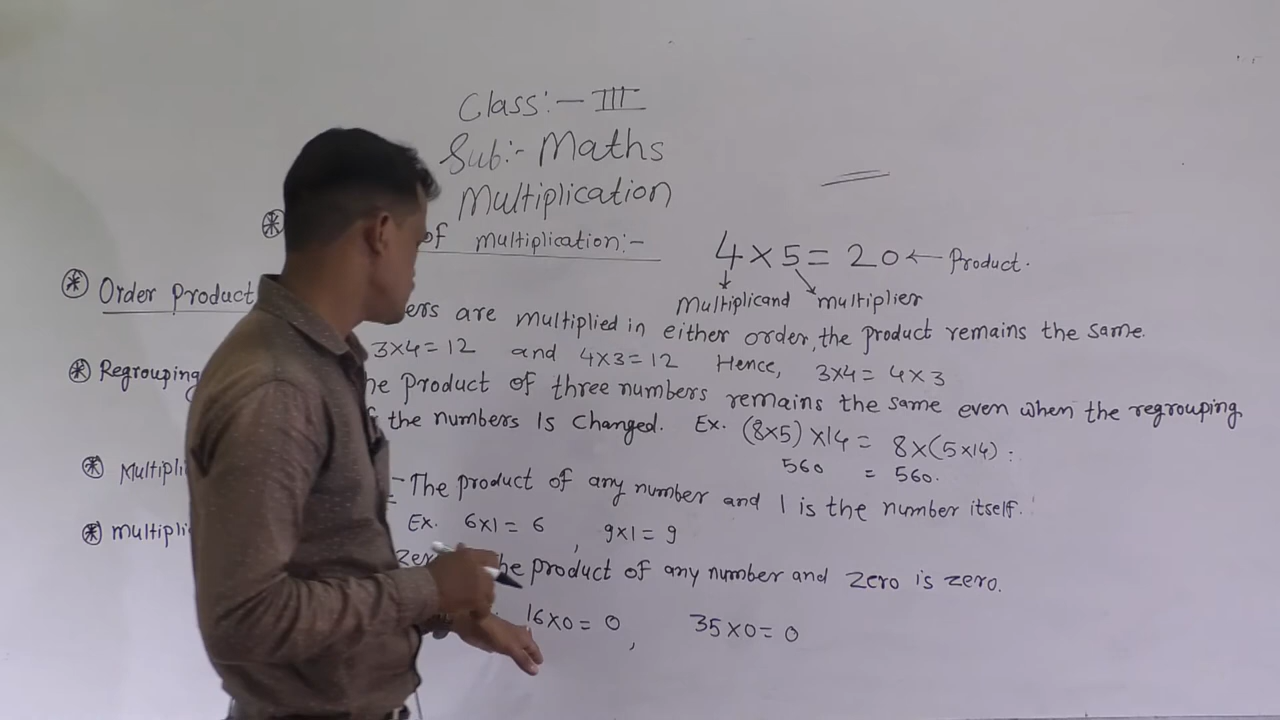 Class:- III
Sub:- Maths
Multiplication
of multiplication:-
4×5= 20 ← Product.
Multiplicand multiplier
Order Product ers are multiplied in either order, the product remains the same.
3×4=12 and 4×3=12 Hence, 3×4= 4×3
Regrouping he Product of three numbers remains the same even when the regrouping
f the numbers is changed. Ex. (8×5)×14= 8×(5×14).
560 = 560.
Multipli - The product of any number and 1 is the number itself.
Ex. 6×1= 6, 9×1= 9
multipli Zer he product of any number and zero is zero.
16×0= 0, 35×0= 0